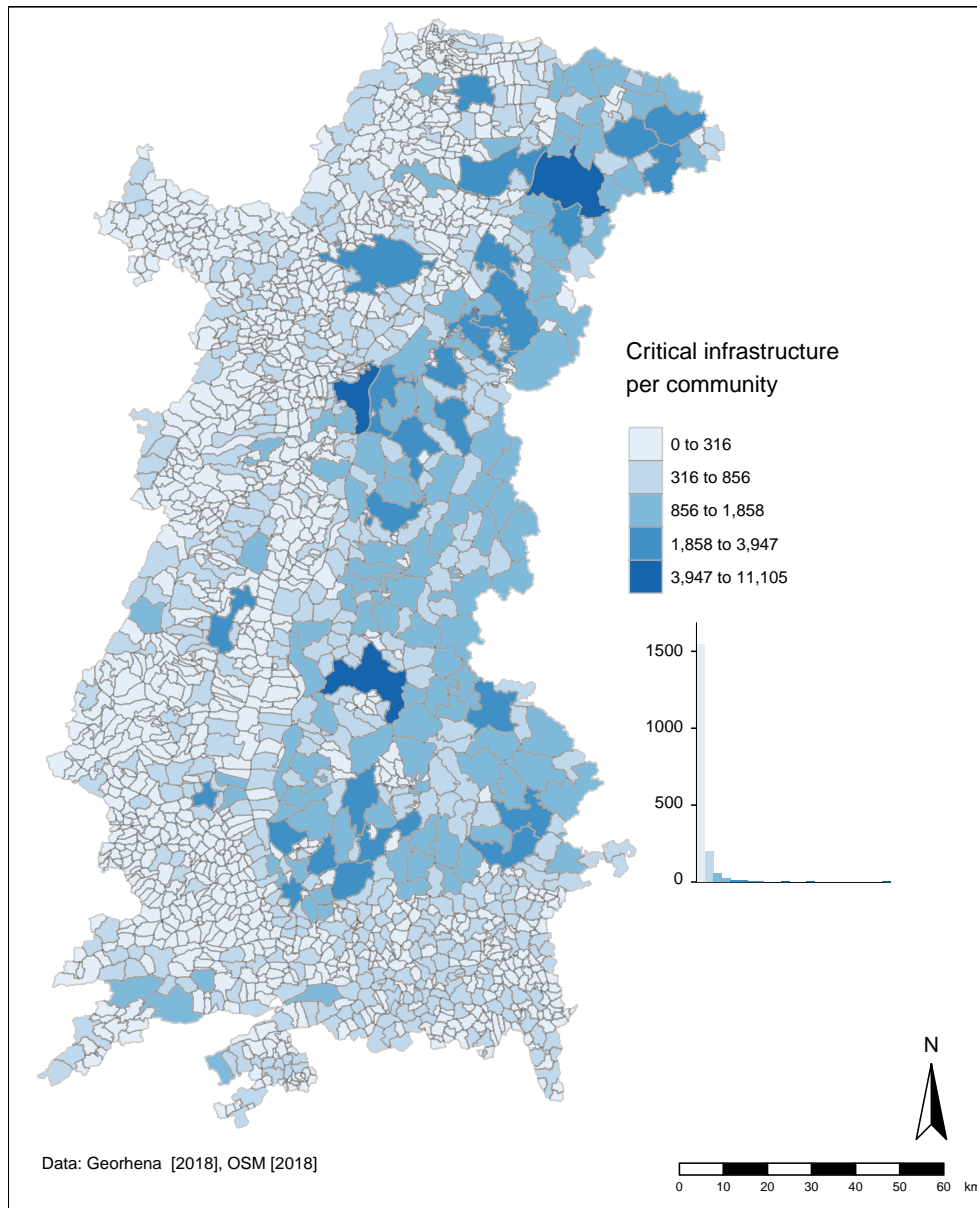 Critical infrastructure
per community
0 to 316
316 to 856
856 to 1,858
1,858 to 3,947
3,947 to 11,105
1500
1000
500
0
N
Data: Georhena [2018], OSM [2018]
0 10 20 30 40 50 60 km